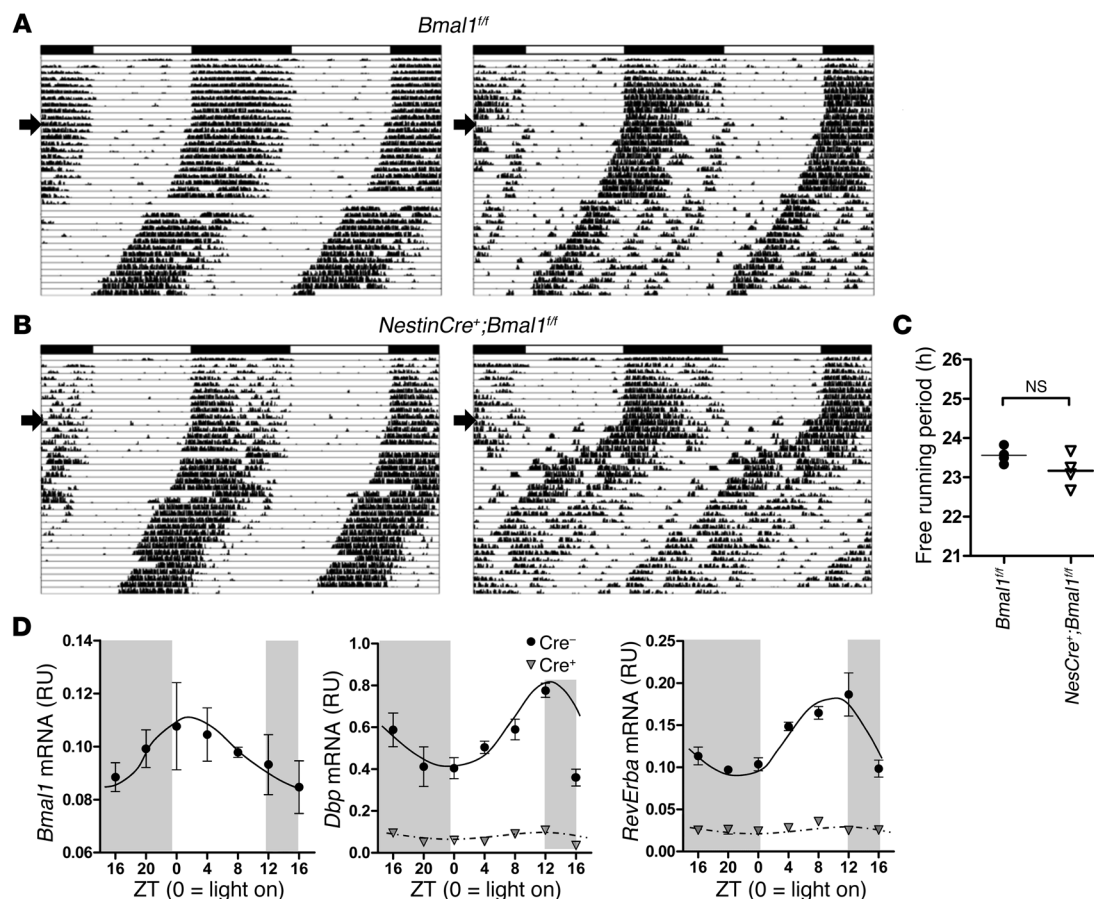 A
Bmal1f/f
B
NestinCre+;Bmal1f/f
C
Free running period (h)
26
25
24
23
22
21
NS
Bmal1f/f
NesCre+;Bmal1f/f
D
Bmal1 mRNA (RU)
0.14
0.12
0.10
0.08
0.06
16 20 0 4 8 12 16
ZT (0 = light on)
Dbp mRNA (RU)
1.0
0.8
0.6
0.4
0.2
0.0
Cre–
Cre+
16 20 0 4 8 12 16
ZT (0 = light on)
RevErba mRNA (RU)
0.25
0.20
0.15
0.10
0.05
0.00
16 20 0 4 8 12 16
ZT (0 = light on)